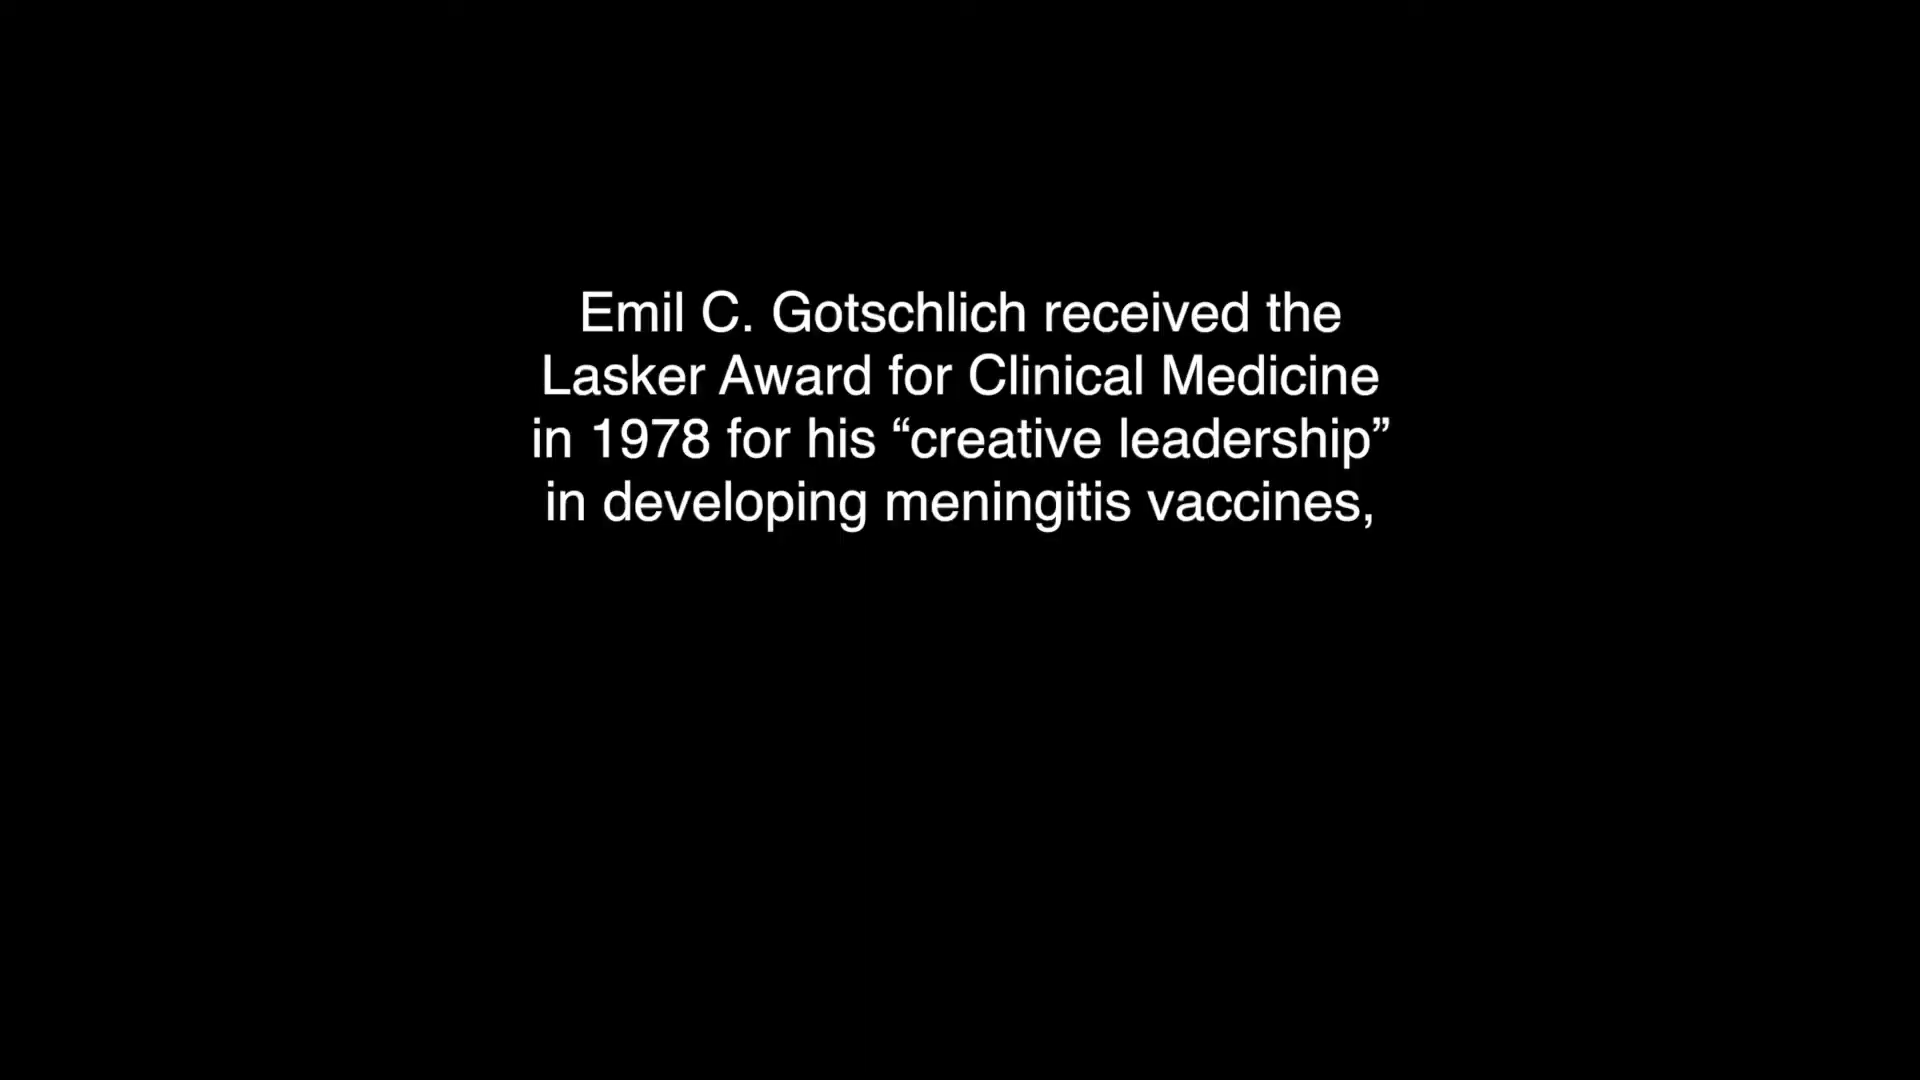 Emil C. Gotschlich received the
Lasker Award for Clinical Medicine
in 1978 for his “creative leadership”
in developing meningitis vaccines,